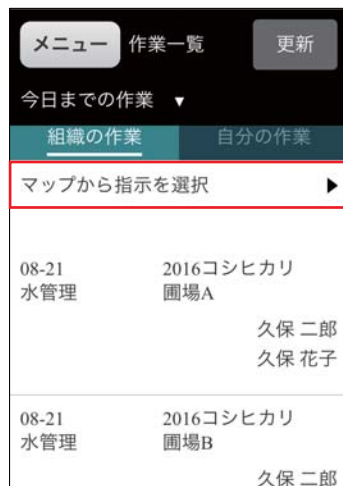 メニュー 作業一覧 更新
今日までの作業 ▼
組織の作業 自分の作業
マップから指示を選択 ▶
08-21 2016コシヒカリ
水管理 圃場A
久保 二郎
久保 花子
08-21 2016コシヒカリ
水管理 圃場B
久保 二郎